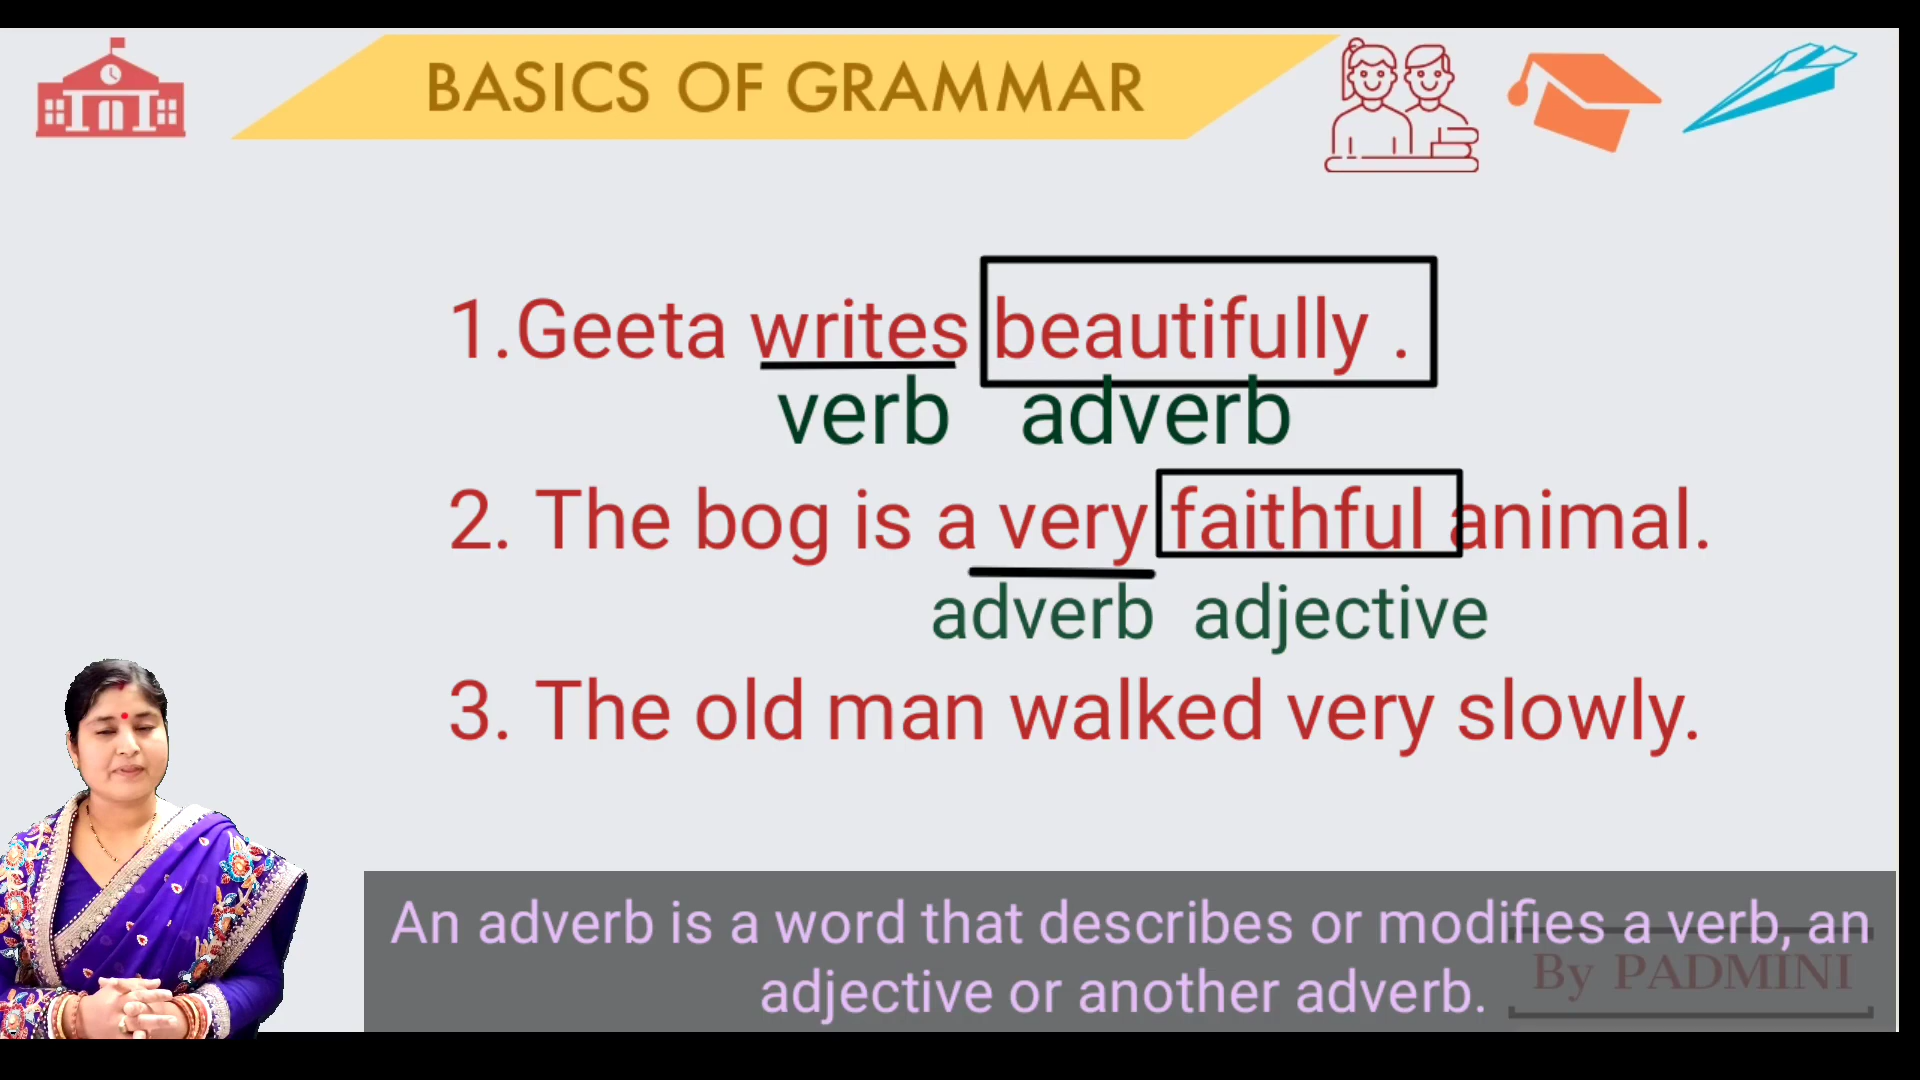 BASICS OF GRAMMAR
1.Geeta writes beautifully .
verb adverb
2. The bog is a very faithful animal.
adverb adjective
3. The old man walked very slowly.
An adverb is a word that describes or modifies a verb, an
adjective or another adverb.
By PADMINI